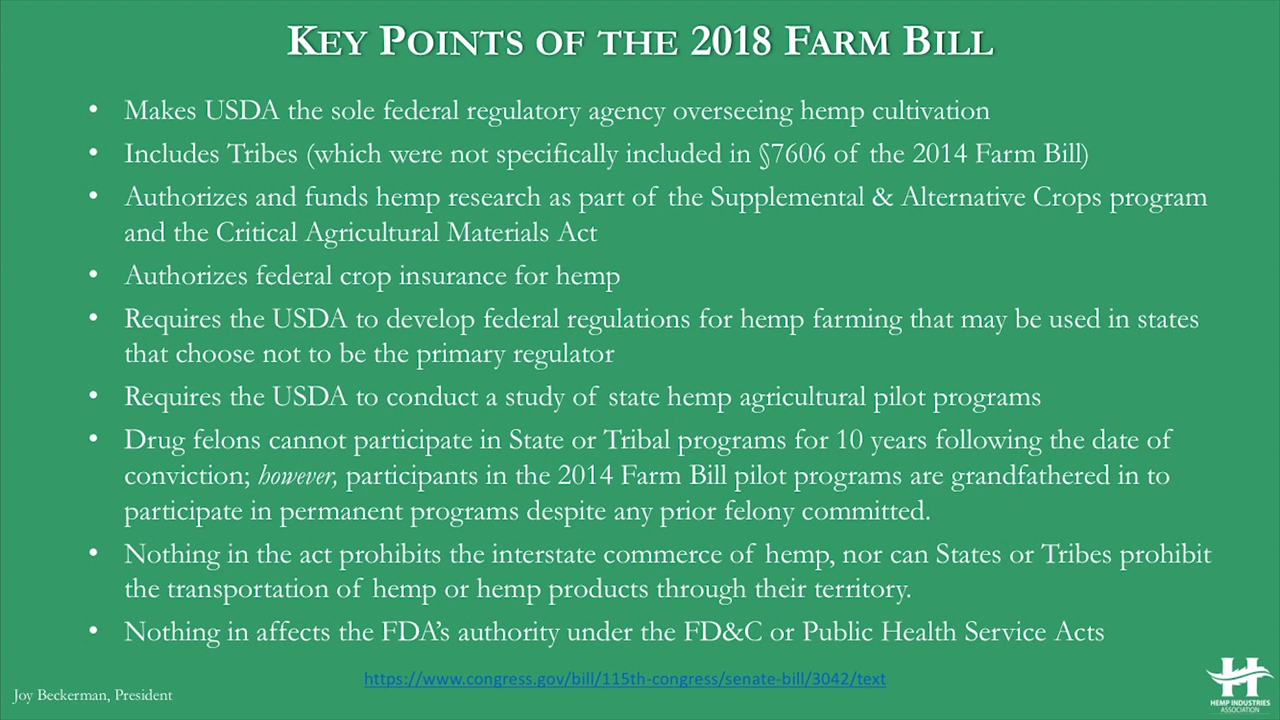 KEY POINTS OF THE 2018 FARM BILL
• Makes USDA the sole federal regulatory agency overseeing hemp cultivation
• Includes Tribes (which were not specifically included in §7606 of the 2014 Farm Bill)
• Authorizes and funds hemp research as part of the Supplemental & Alternative Crops program
and the Critical Agricultural Materials Act
• Authorizes federal crop insurance for hemp
• Requires the USDA to develop federal regulations for hemp farming that may be used in states
that choose not to be the primary regulator
• Requires the USDA to conduct a study of state hemp agricultural pilot programs
• Drug felons cannot participate in State or Tribal programs for 10 years following the date of
conviction; however, participants in the 2014 Farm Bill pilot programs are grandfathered in to
participate in permanent programs despite any prior felony committed.
• Nothing in the act prohibits the interstate commerce of hemp, nor can States or Tribes prohibit
the transportation of hemp or hemp products through their territory.
• Nothing in affects the FDA's authority under the FD&C or Public Health Service Acts
https://www.congress.gov/bill/115th-congress/senate-bill/3042/text
Joy Beckerman, President
H
HEMP INDUSTRIES
ASSOCIATION